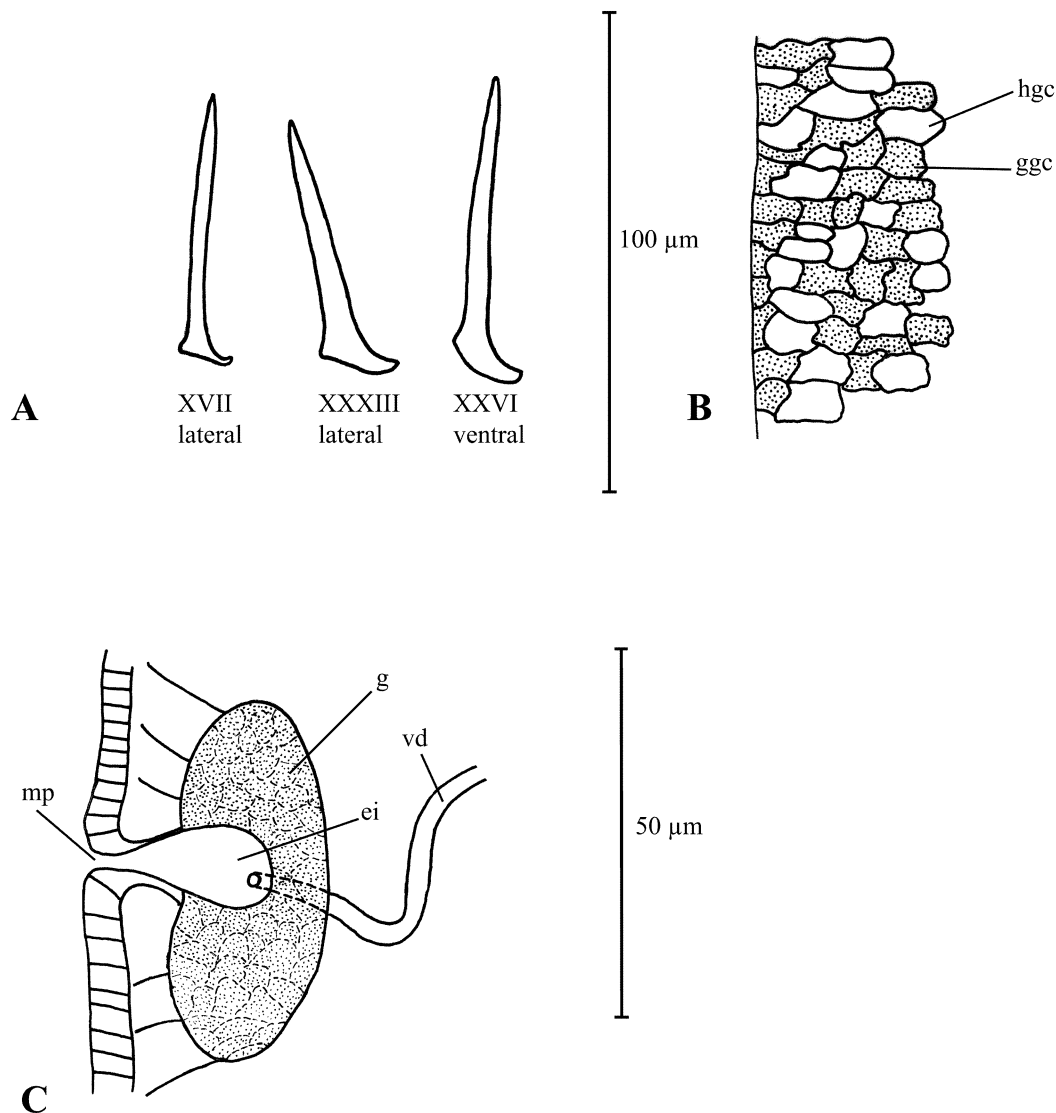 hgc
ggc
100 µm
XVII
lateral
XXXIII
lateral
XXVI
ventral
A
B
g
vd
mp
ei
50 µm
C